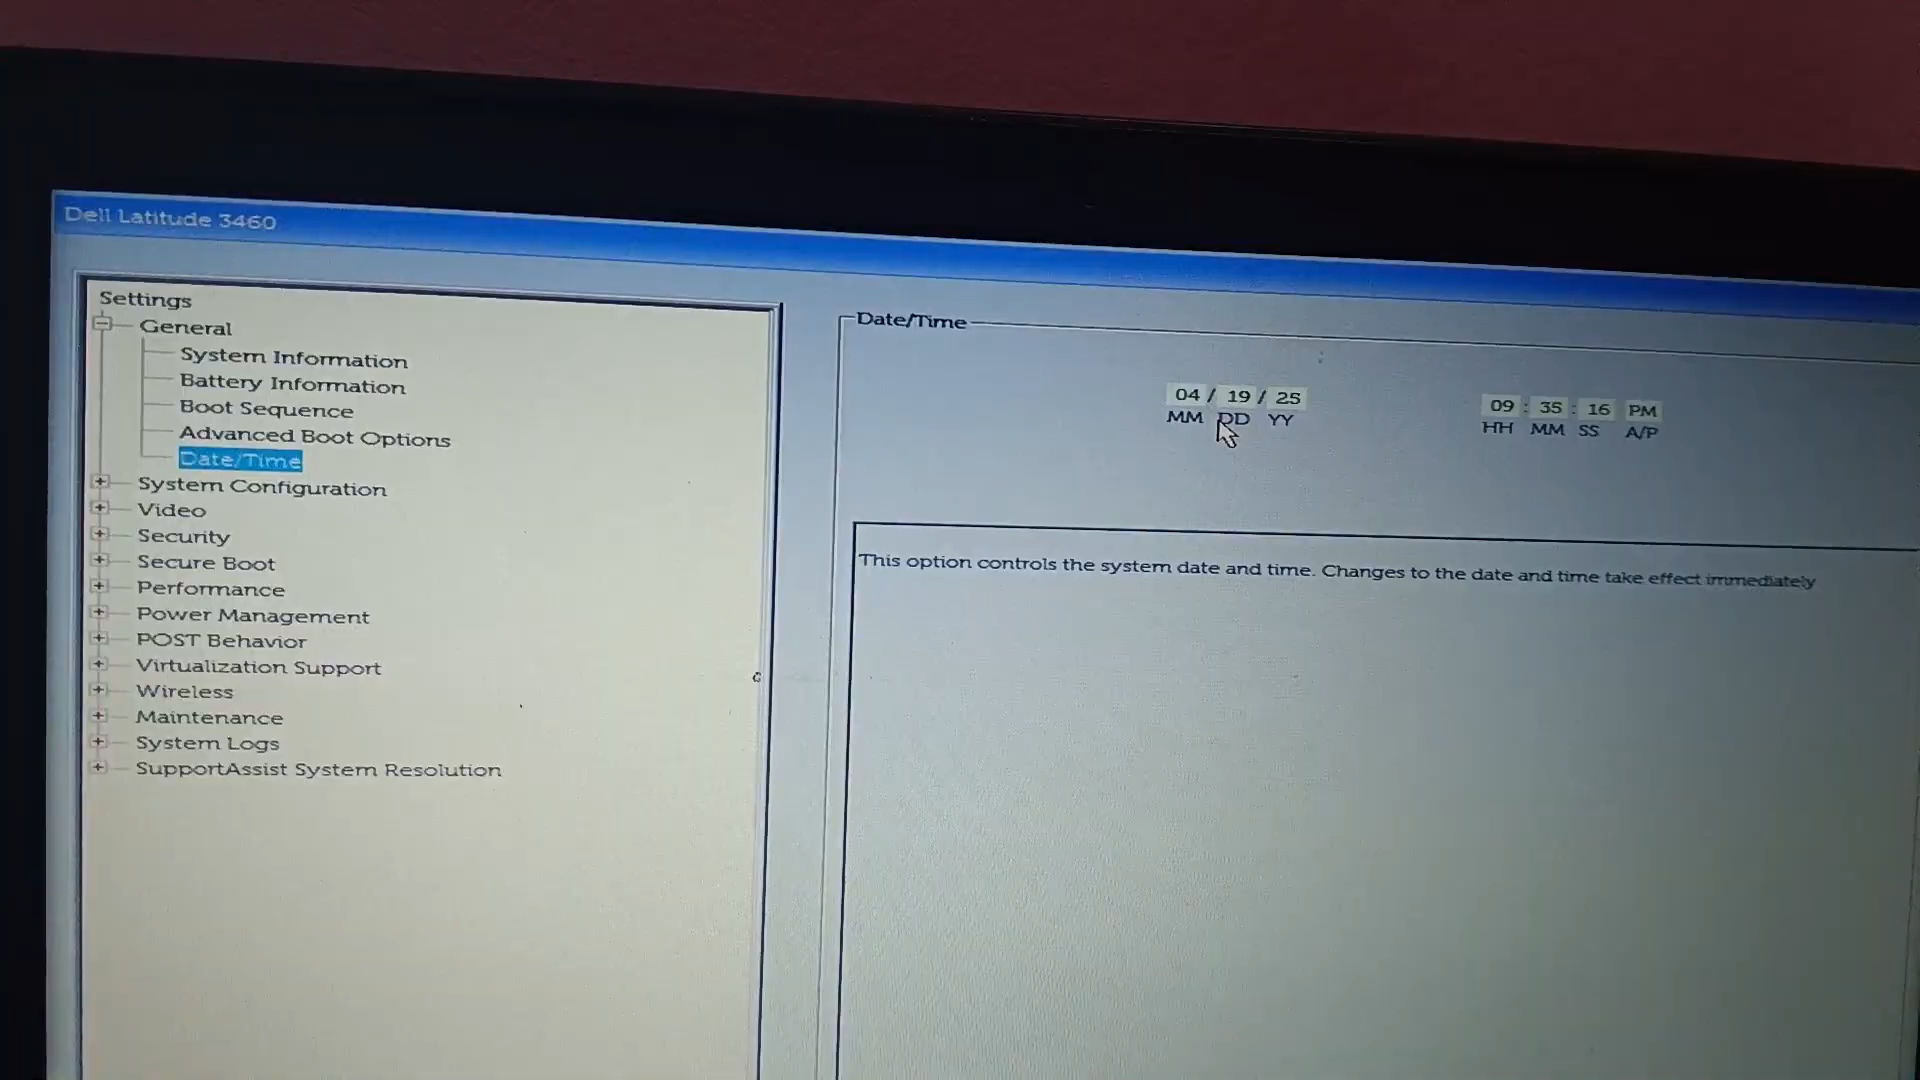 Dell Latitude 3460
Settings
General
System Information
Battery Information
Boot Sequence
Advanced Boot Options
Date/Time
System Configuration
Video
Security
Secure Boot
Performance
Power Management
POST Behavior
Virtualization Support
Wireless
Maintenance
System Logs
SupportAssist System Resolution
Date/Time
04 / 19 / 25
MM DD YY
09 : 35 : 16 PM
HH MM SS A/P
This option controls the system date and time. Changes to the date and time take effect immediately